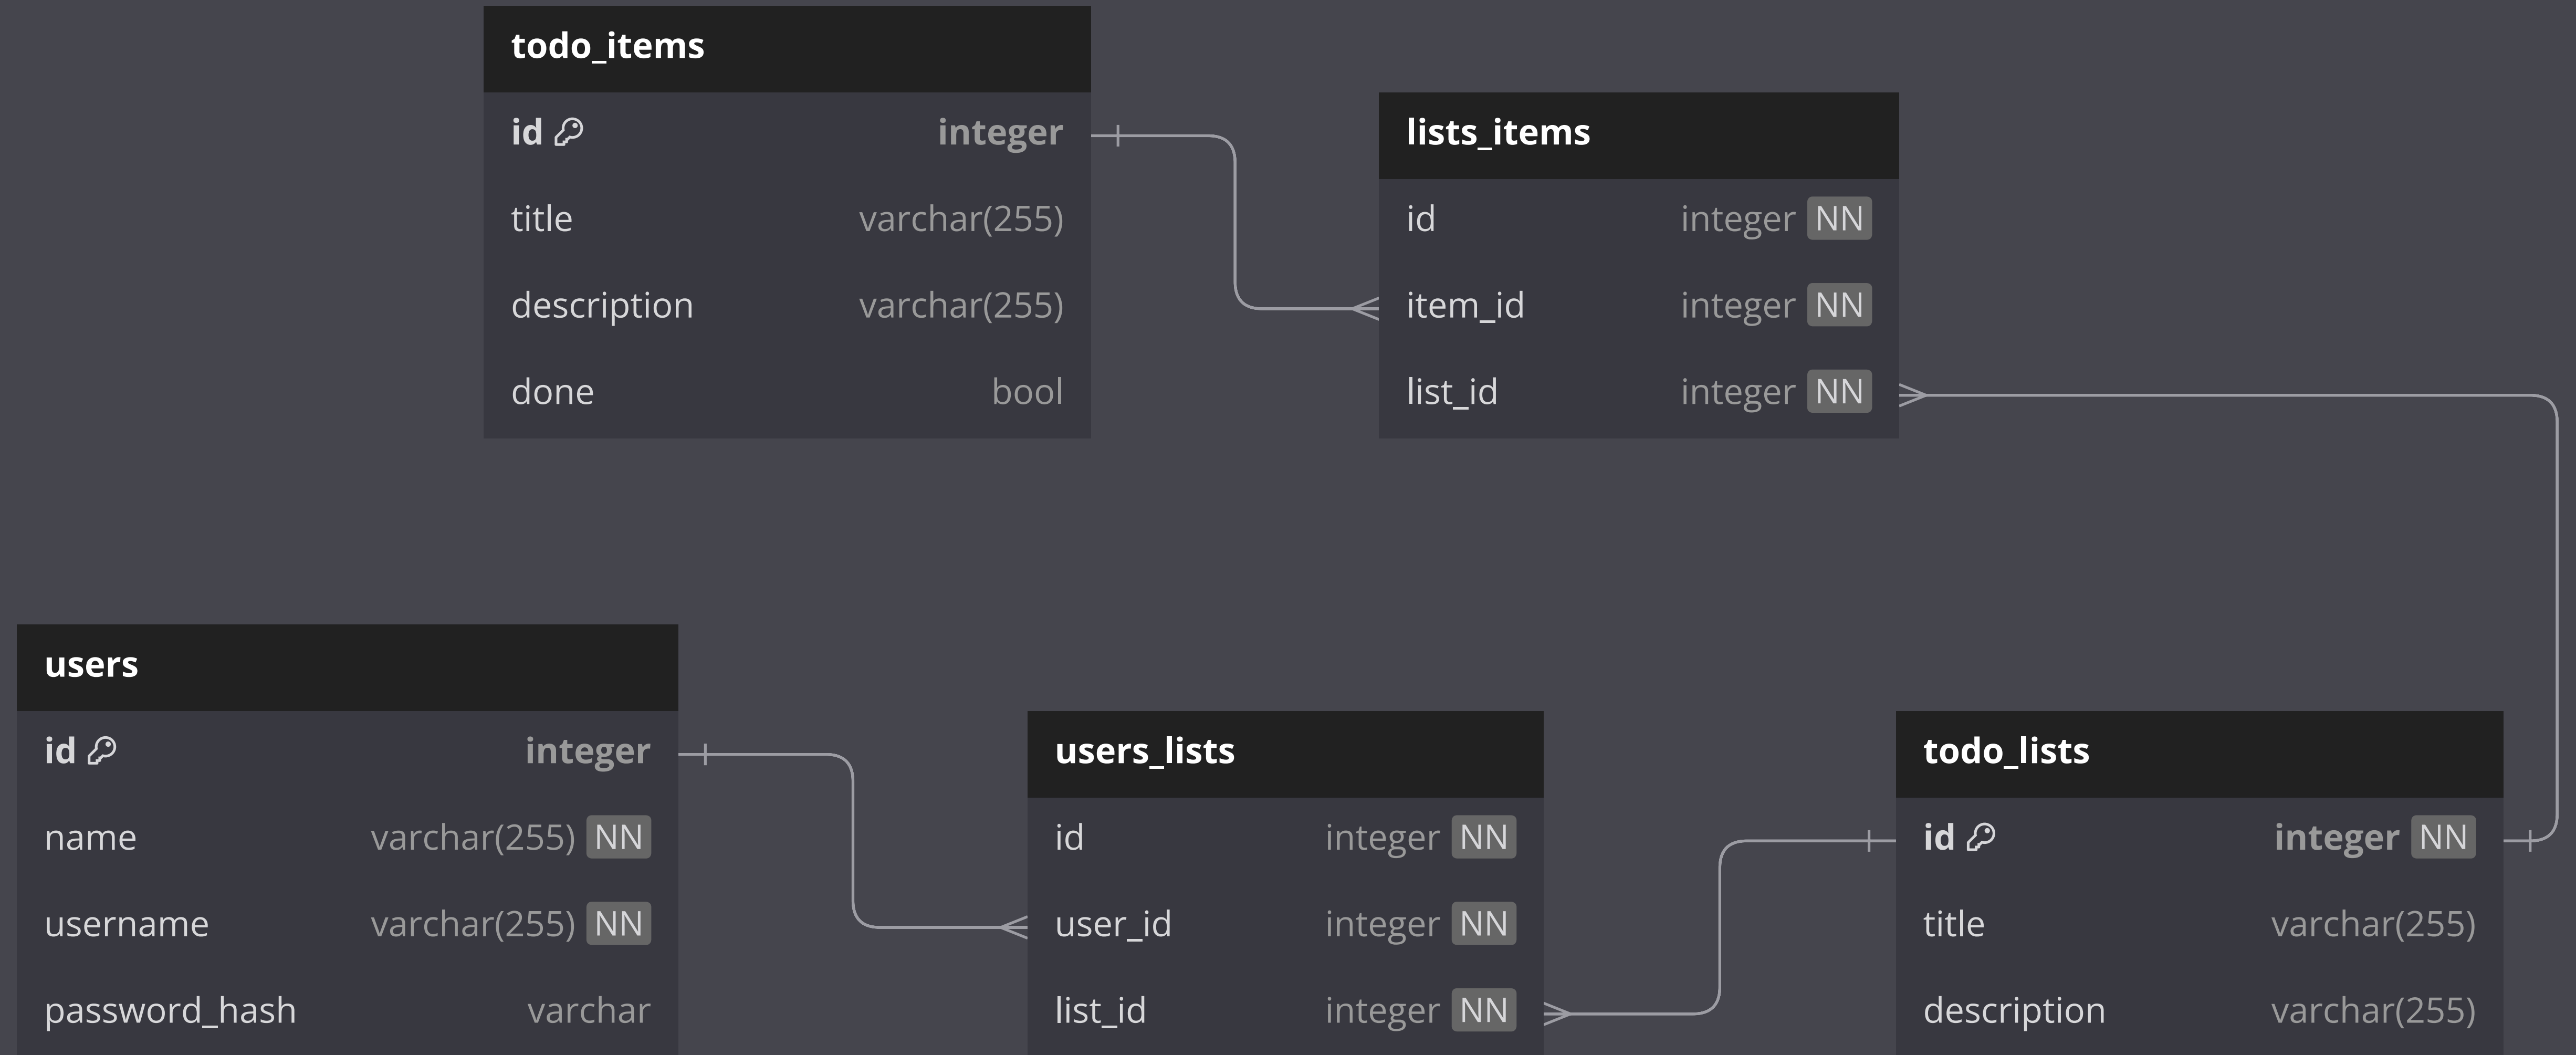 todo_items
id integer
title varchar(255)
description varchar(255)
done bool
lists_items
id integer NN
item_id integer NN
list_id integer NN
users
id integer
name varchar(255) NN
username varchar(255) NN
password_hash varchar
users_lists
id integer NN
user_id integer NN
list_id integer NN
todo_lists
id integer NN
title varchar(255)
description varchar(255)